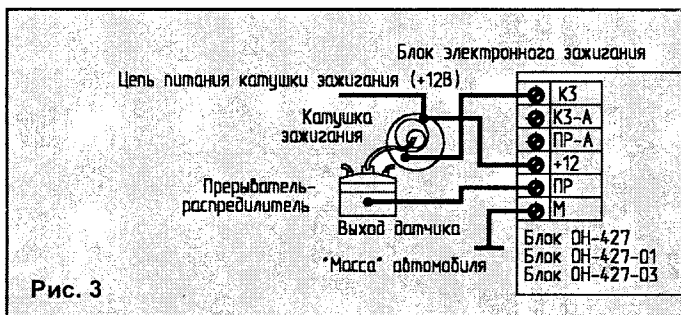 Блок электронного зажигания
Цепь питания катушки зажигания (+12В)
Катушка
зажигания
Прерыватель-
распредилитель
Выход датчика
"Масса" автомобиля
КЗ
КЗ-А
ПР-А
+12
ПР
М
Блок ОН-427
Блок ОН-427-01
Блок ОН-427-03
Рис. 3